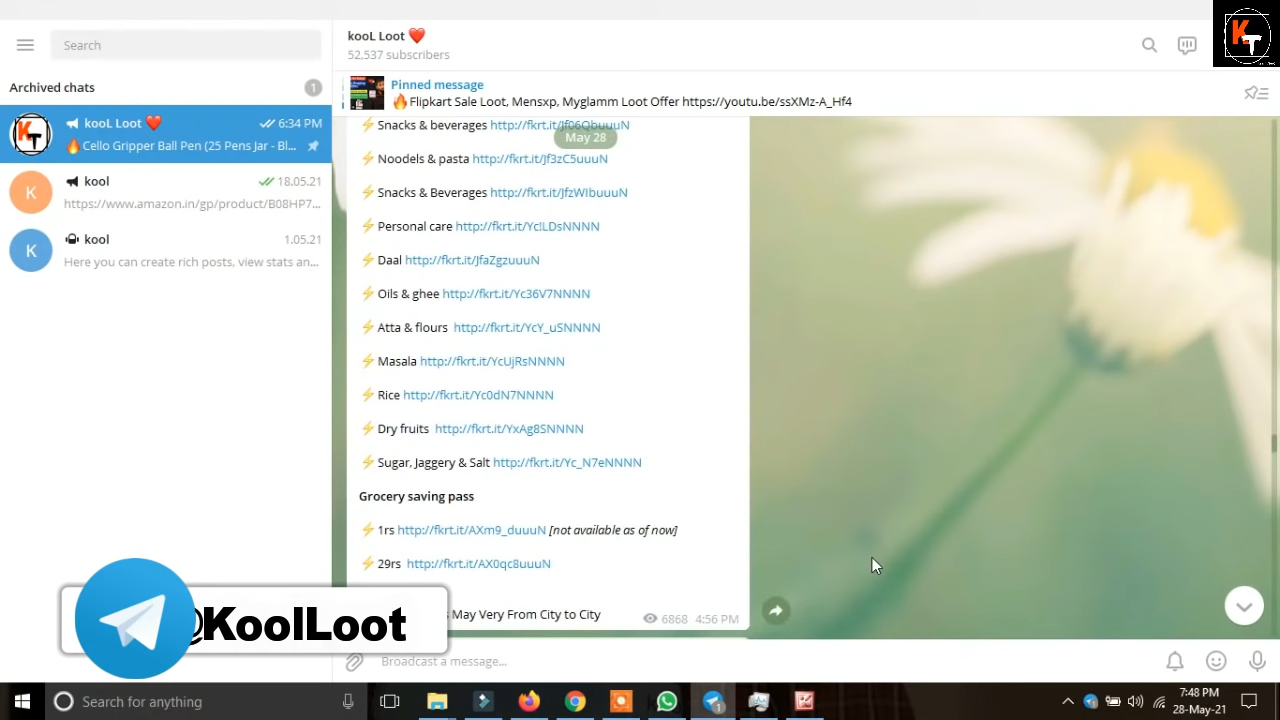 Search
Archived chats
1
kooL Loot ❤️
6:34 PM
🔥Cello Gripper Ball Pen (25 Pens Jar - Bl...
K
kool
18.05.21
https://www.amazon.in/gp/product/B08HP7...
K
kool
1.05.21
Here you can create rich posts, view stats an...
kooL Loot ❤️
52,537 subscribers
KT
Pinned message
🔥Flipkart Sale Loot, Mensxp, Myglamm Loot Offer https://youtu.be/ssXMz-A_Hf4
May 28
⚡Snacks & beverages http://fkrt.it/Jf06QbuuuN
⚡Noodels & pasta http://fkrt.it/Jf3zC5uuuN
⚡Snacks & Beverages http://fkrt.it/JfzWIbuuuN
⚡Personal care http://fkrt.it/Yc!LDsNNNN
⚡Daal http://fkrt.it/JfaZgzuuuN
⚡Oils & ghee http://fkrt.it/Yc36V7NNNN
⚡Atta & flours http://fkrt.it/YcY_uSNNNN
⚡Masala http://fkrt.it/YcUjRsNNNN
⚡Rice http://fkrt.it/Yc0dN7NNNN
⚡Dry fruits http://fkrt.it/YxAg8SNNNN
⚡Sugar, Jaggery & Salt http://fkrt.it/Yc_N7eNNNN
Grocery saving pass
⚡1rs http://fkrt.it/AXm9_duuuN [not available as of now]
⚡29rs http://fkrt.it/AX0qc8uuuN
May Very From City to City
6868 4:56 PM
@KoolLoot
Broadcast a message...
Search for anything
1
7:48 PM
28-May-21